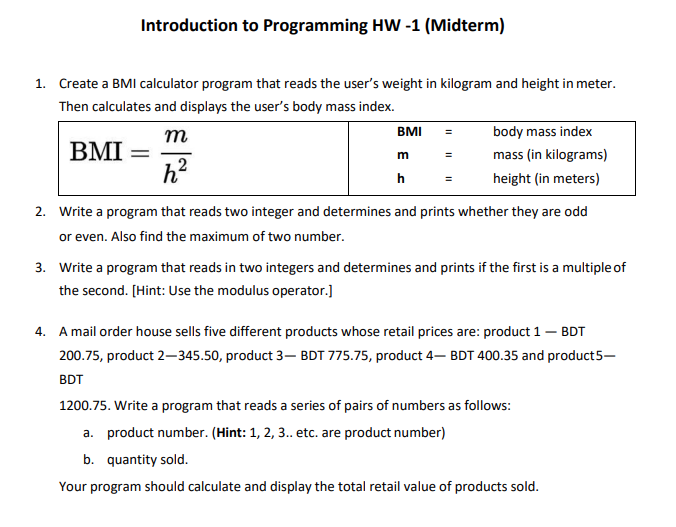 Introduction to Programming HW -1 (Midterm)
1. Create a BMI calculator program that reads the user's weight in kilogram and height in meter.
Then calculates and displays the user's body mass index.
BMI = m / h²
BMI = body mass index
m = mass (in kilograms)
h = height (in meters)
2. Write a program that reads two integer and determines and prints whether they are odd
or even. Also find the maximum of two number.
3. Write a program that reads in two integers and determines and prints if the first is a multiple of
the second. [Hint: Use the modulus operator.]
4. A mail order house sells five different products whose retail prices are: product 1 — BDT
200.75, product 2—345.50, product 3— BDT 775.75, product 4— BDT 400.35 and product5—
BDT
1200.75. Write a program that reads a series of pairs of numbers as follows:
a. product number. (Hint: 1, 2, 3.. etc. are product number)
b. quantity sold.
Your program should calculate and display the total retail value of products sold.